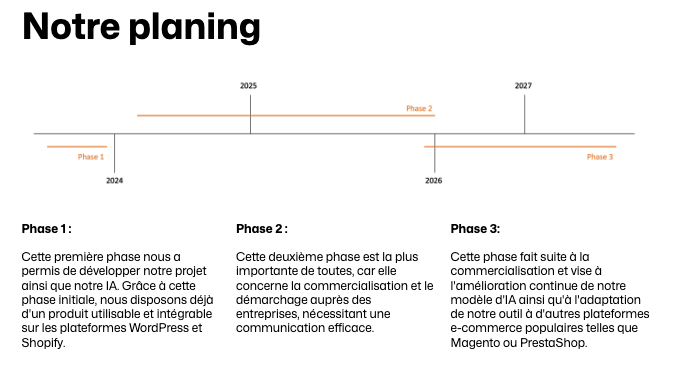 Notre planing
2025
2027
Phase 2
Phase 1
Phase 3
2024
2026
Phase 1 :
Cette première phase nous a
permis de développer notre projet
ainsi que notre IA. Grâce à cette
phase initiale, nous disposons déjà
d'un produit utilisable et intégrable
sur les plateformes WordPress et
Shopify.
Phase 2 :
Cette deuxième phase est la plus
importante de toutes, car elle
concerne la commercialisation et le
démarchage auprès des
entreprises, nécessitant une
communication efficace.
Phase 3:
Cette phase fait suite à la
commercialisation et vise à
l'amélioration continue de notre
modèle d'IA ainsi qu'à l'adaptation
de notre outil à d'autres plateformes
e-commerce populaires telles que
Magento ou PrestaShop.